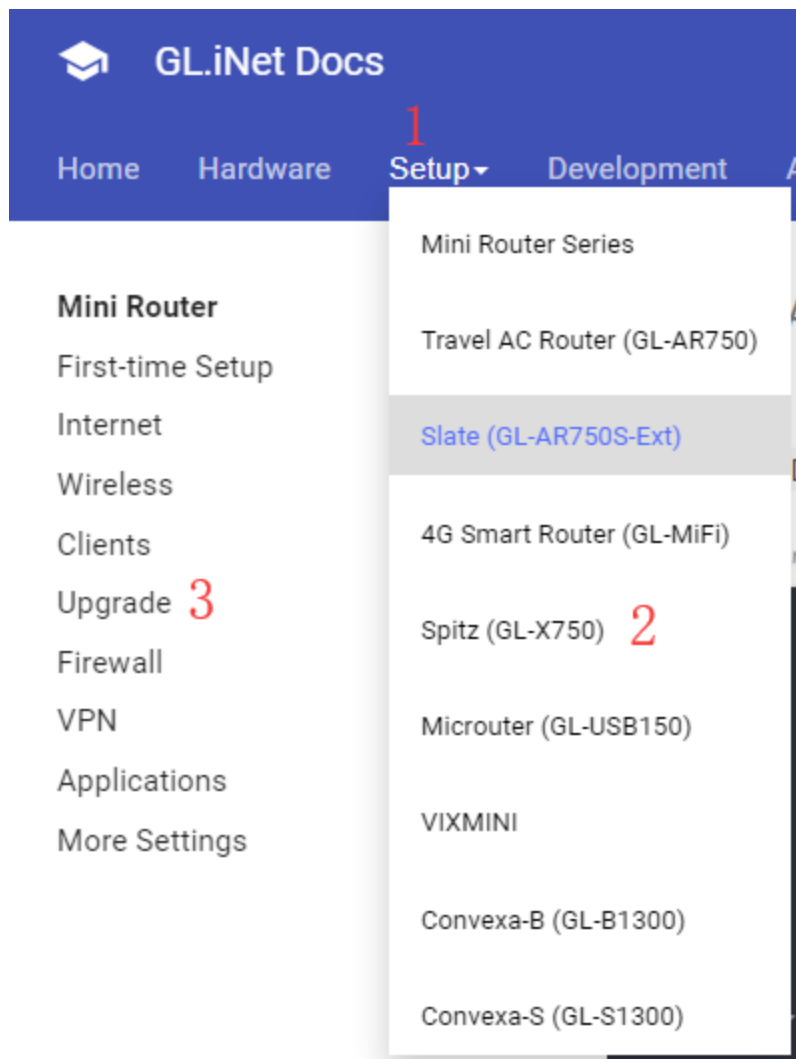 GL.iNet Docs
1
Home Hardware Setup Development
Mini Router
First-time Setup
Internet
Wireless
Clients
Upgrade 3
Firewall
VPN
Applications
More Settings
Mini Router Series
Travel AC Router (GL-AR750)
Slate (GL-AR750S-Ext)
4G Smart Router (GL-MiFi)
Spitz (GL-X750) 2
Microuter (GL-USB150)
VIXMINI
Convexa-B (GL-B1300)
Convexa-S (GL-S1300)